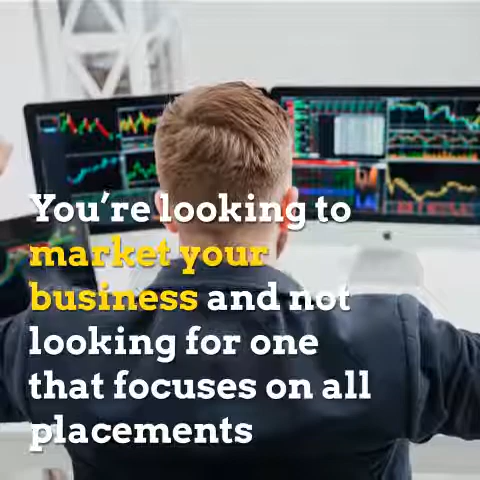 You're looking to
market your
business and not
looking for one
that focuses on all
placements